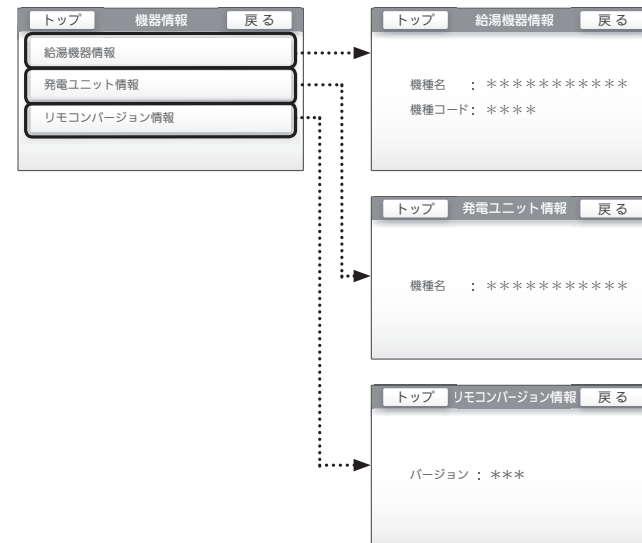 トップ 機器情報 戻る
給湯機器情報
発電ユニット情報
リモコンバージョン情報
トップ 給湯機器情報 戻る
機種名 : ***********
機種コード: ****
トップ 発電ユニット情報 戻る
機種名 : ***********
トップ リモコンバージョン情報 戻る
バージョン : ***